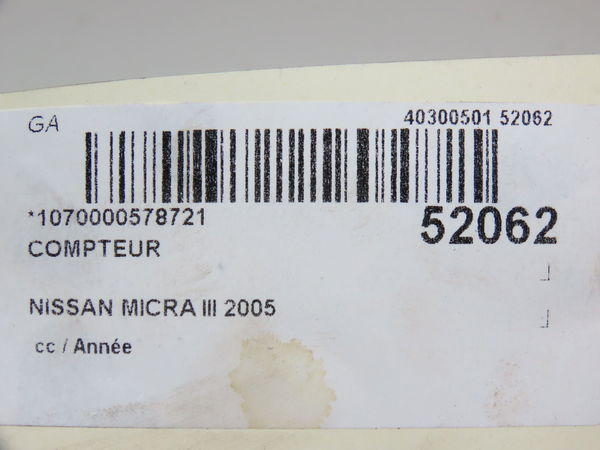 GA
40300501 52062
*1070000578721
52062
COMPTEUR
NISSAN MICRA III 2005
cc / Année